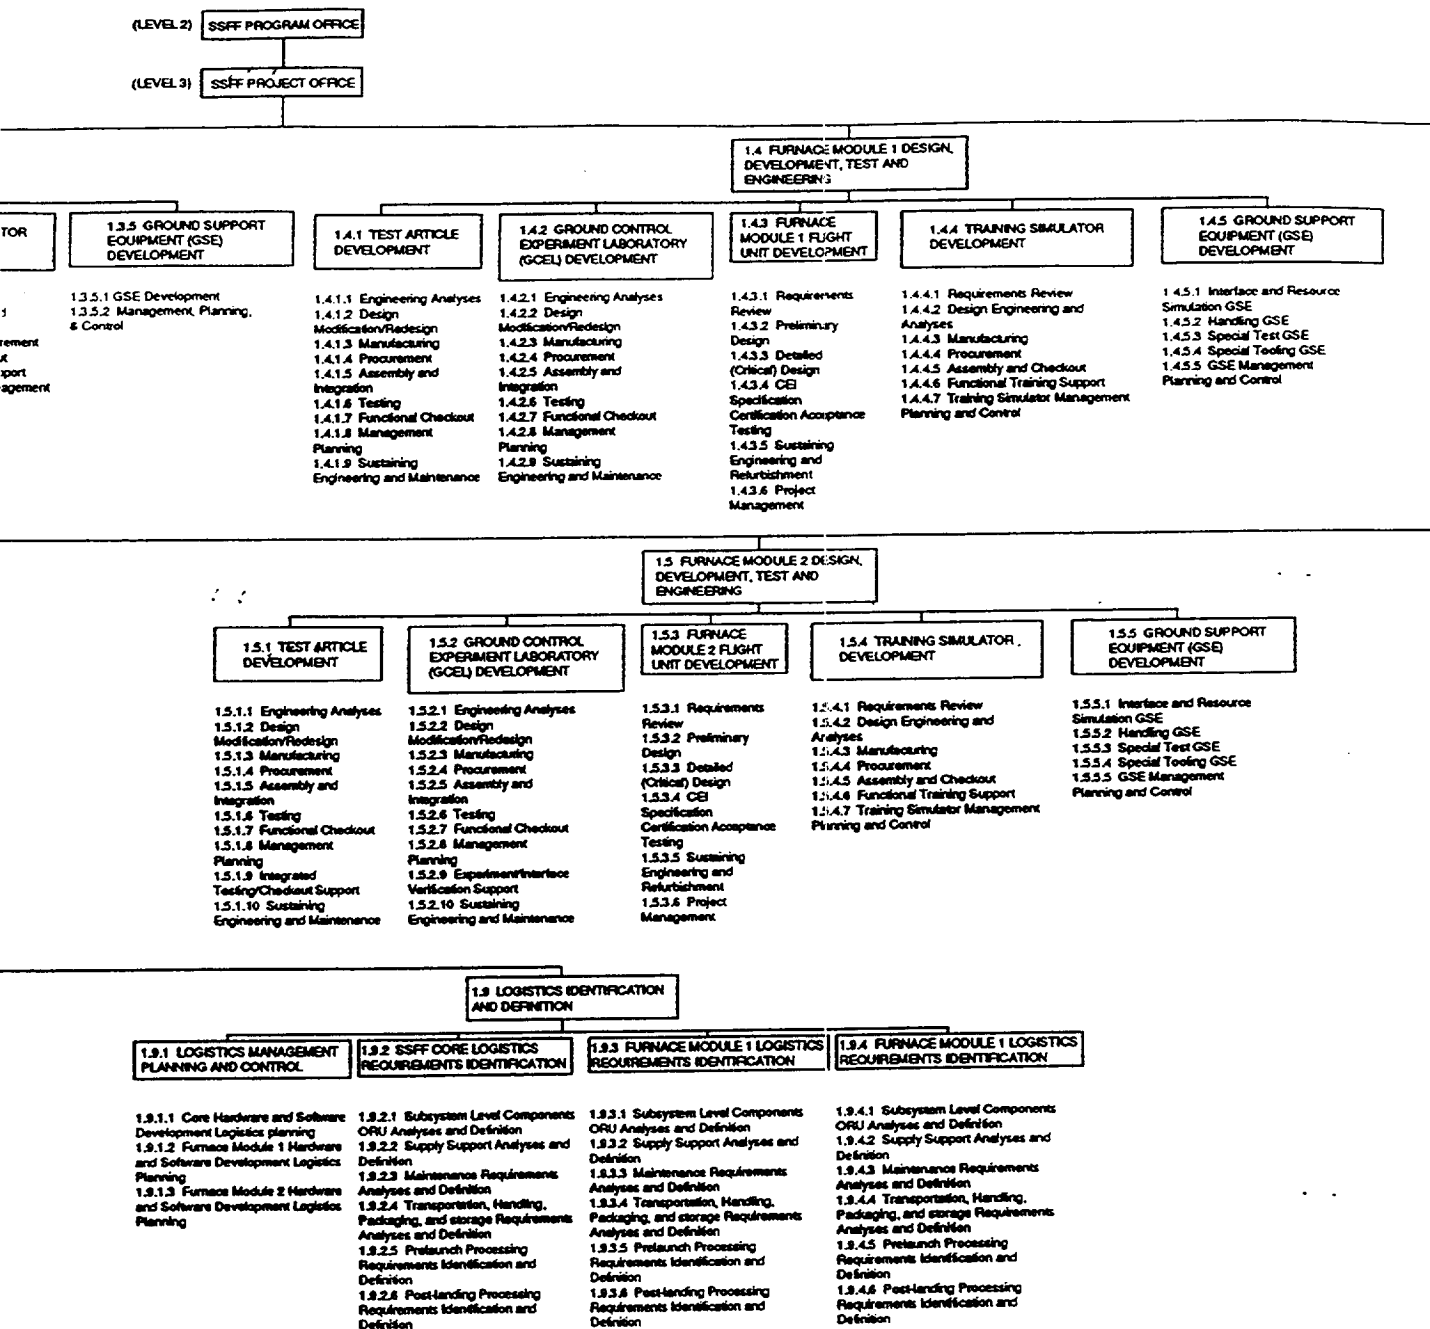 (LEVEL 2) SSFF PROGRAM OFFICE
(LEVEL 3) SSFF PROJECT OFFICE
1.4 FURNACE MODULE 1 DESIGN,
DEVELOPMENT, TEST AND
ENGINEERING
TOR
rement
port
agement
1.3.5 GROUND SUPPORT
EQUIPMENT (GSE)
DEVELOPMENT
1.3.5.1 GSE Development
1.3.5.2 Management, Planning,
& Control
1.4.1 TEST ARTICLE
DEVELOPMENT
1.4.1.1 Engineering Analyses
1.4.1.2 Design
Modification/Redesign
1.4.1.3 Manufacturing
1.4.1.4 Procurement
1.4.1.5 Assembly and
Integration
1.4.1.6 Testing
1.4.1.7 Functional Checkout
1.4.1.8 Management
Planning
1.4.1.9 Sustaining
Engineering and Maintenance
1.4.2 GROUND CONTROL
EXPERIMENT LABORATORY
(GCEL) DEVELOPMENT
1.4.2.1 Engineering Analyses
1.4.2.2 Design
Modification/Redesign
1.4.2.3 Manufacturing
1.4.2.4 Procurement
1.4.2.5 Assembly and
Integration
1.4.2.6 Testing
1.4.2.7 Functional Checkout
1.4.2.8 Management
Planning
1.4.2.9 Sustaining
Engineering and Maintenance
1.4.3 FURNACE
MODULE 1 FLIGHT
UNIT DEVELOPMENT
1.4.3.1 Requirements
Review
1.4.3.2 Preliminary
Design
1.4.3.3 Detailed
(Critical) Design
1.4.3.4 CEI
Specification
Certification Acceptance
Testing
1.4.3.5 Sustaining
Engineering and
Refurbishment
1.4.3.6 Project
Management
1.4.4 TRAINING SIMULATOR
DEVELOPMENT
1.4.4.1 Requirements Review
1.4.4.2 Design Engineering and
Analyses
1.4.4.3 Manufacturing
1.4.4.4 Procurement
1.4.4.5 Assembly and Checkout
1.4.4.6 Functional Training Support
1.4.4.7 Training Simulator Management
Planning and Control
1.4.5 GROUND SUPPORT
EQUIPMENT (GSE)
DEVELOPMENT
1.4.5.1 Interface and Resource
Simulation GSE
1.4.5.2 Handling GSE
1.4.5.3 Special Test GSE
1.4.5.4 Special Tooling GSE
1.4.5.5 GSE Management
Planning and Control
1.5 FURNACE MODULE 2 DESIGN,
DEVELOPMENT, TEST AND
ENGINEERING
1.5.1 TEST ARTICLE
DEVELOPMENT
1.5.1.1 Engineering Analyses
1.5.1.2 Design
Modification/Redesign
1.5.1.3 Manufacturing
1.5.1.4 Procurement
1.5.1.5 Assembly and
Integration
1.5.1.6 Testing
1.5.1.7 Functional Checkout
1.5.1.8 Management
Planning
1.5.1.9 Integrated
Testing/Checkout Support
1.5.1.10 Sustaining
Engineering and Maintenance
1.5.2 GROUND CONTROL
EXPERIMENT LABORATORY
(GCEL) DEVELOPMENT
1.5.2.1 Engineering Analyses
1.5.2.2 Design
Modification/Redesign
1.5.2.3 Manufacturing
1.5.2.4 Procurement
1.5.2.5 Assembly and
Integration
1.5.2.6 Testing
1.5.2.7 Functional Checkout
1.5.2.8 Management
Planning
1.5.2.9 Experiment/Interface
Verification Support
1.5.2.10 Sustaining
Engineering and Maintenance
1.5.3 FURNACE
MODULE 2 FLIGHT
UNIT DEVELOPMENT
1.5.3.1 Requirements
Review
1.5.3.2 Preliminary
Design
1.5.3.3 Detailed
(Critical) Design
1.5.3.4 CEI
Specification
Certification Acceptance
Testing
1.5.3.5 Sustaining
Engineering and
Refurbishment
1.5.3.6 Project
Management
1.5.4 TRAINING SIMULATOR
DEVELOPMENT
1.5.4.1 Requirements Review
1.5.4.2 Design Engineering and
Analyses
1.5.4.3 Manufacturing
1.5.4.4 Procurement
1.5.4.5 Assembly and Checkout
1.5.4.6 Functional Training Support
1.5.4.7 Training Simulator Management
Planning and Control
1.5.5 GROUND SUPPORT
EQUIPMENT (GSE)
DEVELOPMENT
1.5.5.1 Interface and Resource
Simulation GSE
1.5.5.2 Handling GSE
1.5.5.3 Special Test GSE
1.5.5.4 Special Tooling GSE
1.5.5.5 GSE Management
Planning and Control
1.9 LOGISTICS IDENTIFICATION
AND DEFINITION
1.9.1 LOGISTICS MANAGEMENT
PLANNING AND CONTROL
1.9.1.1 Core Hardware and Software
Development Logistics planning
1.9.1.2 Furnace Module 1 Hardware
and Software Development Logistics
Planning
1.9.1.3 Furnace Module 2 Hardware
and Software Development Logistics
Planning
1.9.2 SSFF CORE LOGISTICS
REQUIREMENTS IDENTIFICATION
1.9.2.1 Subsystem Level Components
ORU Analyses and Definition
1.9.2.2 Supply Support Analyses and
Definition
1.9.2.3 Maintenance Requirements
Analyses and Definition
1.9.2.4 Transportation, Handling,
Packaging, and storage Requirements
Analyses and Definition
1.9.2.5 Prelaunch Processing
Requirements Identification and
Definition
1.9.2.6 Post-landing Processing
Requirements Identification and
Definition
1.9.3 FURNACE MODULE 1 LOGISTICS
REQUIREMENTS IDENTIFICATION
1.9.3.1 Subsystem Level Components
ORU Analyses and Definition
1.9.3.2 Supply Support Analyses and
Definition
1.9.3.3 Maintenance Requirements
Analyses and Definition
1.9.3.4 Transportation, Handling,
Packaging, and storage Requirements
Analyses and Definition
1.9.3.5 Prelaunch Processing
Requirements Identification and
Definition
1.9.3.6 Post-landing Processing
Requirements Identification and
Definition
1.9.4 FURNACE MODULE 1 LOGISTICS
REQUIREMENTS IDENTIFICATION
1.9.4.1 Subsystem Level Components
ORU Analyses and Definition
1.9.4.2 Supply Support Analyses and
Definition
1.9.4.3 Maintenance Requirements
Analyses and Definition
1.9.4.4 Transportation, Handling,
Packaging, and storage Requirements
Analyses and Definition
1.9.4.5 Prelaunch Processing
Requirements Identification and
Definition
1.9.4.6 Post-landing Processing
Requirements Identification and
Definition